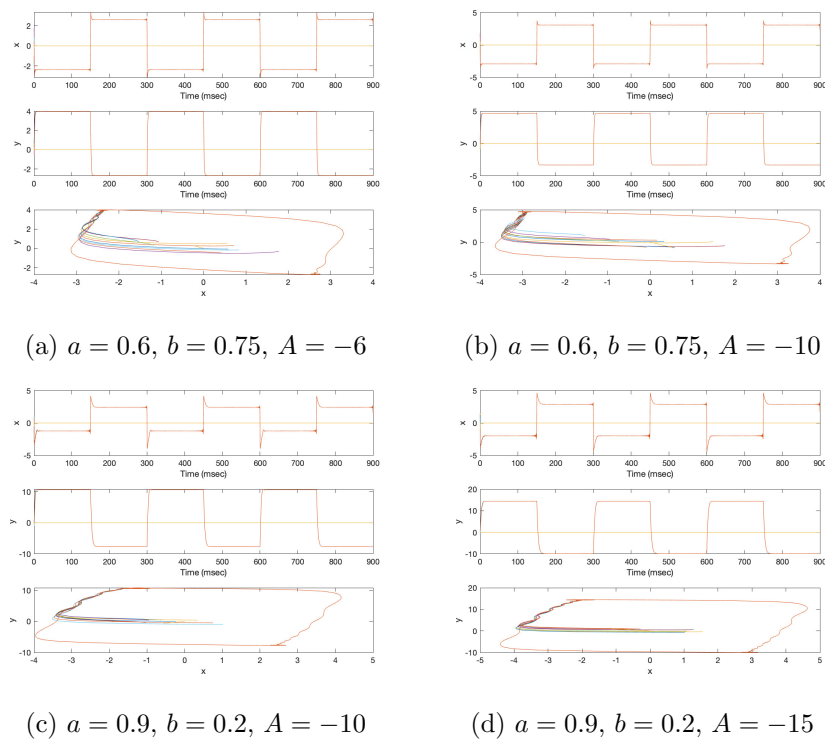 2
0
-2
x
0 100 200 300 400 500 600 700 800 900
Time (msec)
4
2
0
-2
y
0 100 200 300 400 500 600 700 800 900
Time (msec)
4
2
0
-2
y
-4 -3 -2 -1 0 1 2 3 4
x
(a) a = 0.6, b = 0.75, A = −6
5
0
-5
x
0 100 200 300 400 500 600 700 800 900
Time (msec)
5
0
-5
y
0 100 200 300 400 500 600 700 800 900
Time (msec)
5
0
-5
y
-4 -3 -2 -1 0 1 2 3 4
x
(b) a = 0.6, b = 0.75, A = −10
5
0
-5
x
0 100 200 300 400 500 600 700 800 900
Time (msec)
10
0
-10
y
0 100 200 300 400 500 600 700 800 900
Time (msec)
10
0
-10
y
-4 -3 -2 -1 0 1 2 3 4 5
x
(c) a = 0.9, b = 0.2, A = −10
5
0
-5
x
0 100 200 300 400 500 600 700 800 900
Time (msec)
20
10
0
-10
y
0 100 200 300 400 500 600 700 800 900
Time (msec)
20
10
0
-10
y
-5 -4 -3 -2 -1 0 1 2 3 4 5
x
(d) a = 0.9, b = 0.2, A = −15